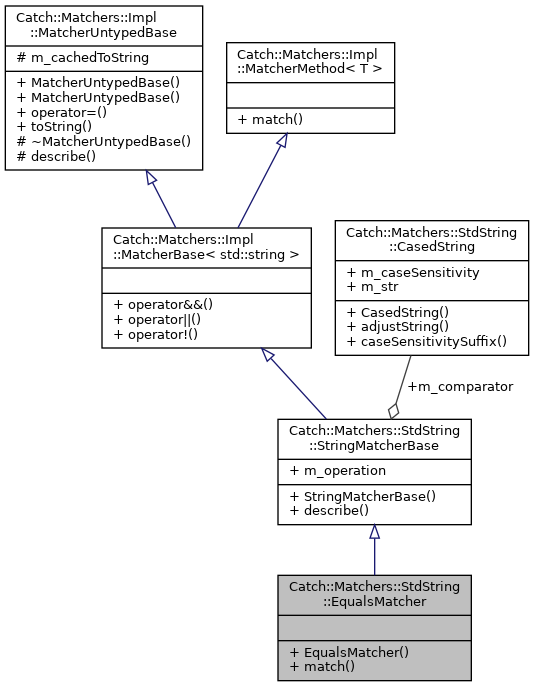 Catch::Matchers::Impl
::MatcherUntypedBase
# m_cachedToString
+ MatcherUntypedBase()
+ MatcherUntypedBase()
+ operator=()
+ toString()
# ~MatcherUntypedBase()
# describe()
Catch::Matchers::Impl
::MatcherMethod< T >
+ match()
Catch::Matchers::Impl
::MatcherBase< std::string >
+ operator&&()
+ operator||()
+ operator!()
Catch::Matchers::StdString
::CasedString
+ m_caseSensitivity
+ m_str
+ CasedString()
+ adjustString()
+ caseSensitivitySuffix()
+m_comparator
Catch::Matchers::StdString
::StringMatcherBase
+ m_operation
+ StringMatcherBase()
+ describe()
Catch::Matchers::StdString
::EqualsMatcher
+ EqualsMatcher()
+ match()